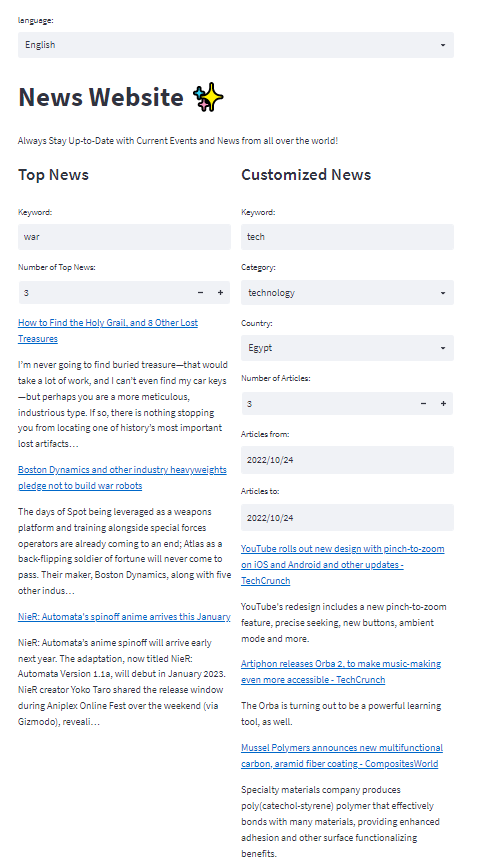 language:
English
News Website ✨
Always Stay Up-to-Date with Current Events and News from all over the world!
Top News
Keyword:
war
Number of Top News:
3
How to Find the Holy Grail, and 8 Other Lost
Treasures
I'm never going to find buried treasure—that would
take a lot of work, and I can't even find my car keys
—but perhaps you are a more meticulous,
industrious type. If so, there is nothing stopping
you from locating one of history's most important
lost artifacts…
Boston Dynamics and other industry heavyweights
pledge not to build war robots
The days of Spot being leveraged as a weapons
platform and training alongside special forces
operators are already coming to an end; Atlas as a
back-flipping soldier of fortune will never come to
pass. Their maker, Boston Dynamics, along with five
other indus…
NieR: Automata's spinoff anime arrives this January
NieR: Automata's anime spinoff will arrive early
next year. The adaptation, now titled NieR:
Automata Version 1.1a, will debut in January 2023.
NieR creator Yoko Taro shared the release window
during Aniplex Online Fest over the weekend (via
Gizmodo), reveali…
Customized News
Keyword:
tech
Category:
technology
Country:
Egypt
Number of Articles:
3
Articles from:
2022/10/24
Articles to:
2022/10/24
YouTube rolls out new design with pinch-to-zoom
on iOS and Android and other updates -
TechCrunch
YouTube's redesign includes a new pinch-to-zoom
feature, precise seeking, new buttons, ambient
mode and more.
Artiphon releases Orba 2, to make music-making
even more accessible - TechCrunch
The Orba is turning out to be a powerful learning
tool, as well.
Mussel Polymers announces new multifunctional
carbon, aramid fiber coating - CompositesWorld
Specialty materials company produces
poly(catechol-styrene) polymer that effectively
bonds with many materials, providing enhanced
adhesion and other surface functionalizing
benefits.